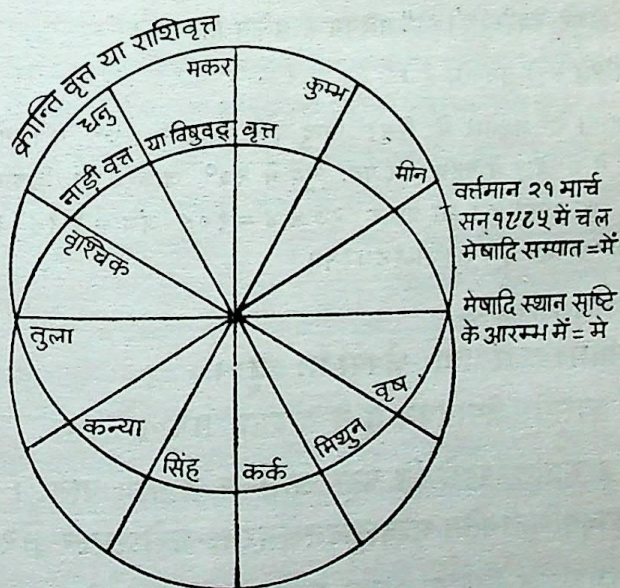 क्रान्ति वृत्त या राशिवृत्त
मकर
कुम्भ
धनु
नाड़ी वृत्त या विषुवद् वृत्त
मीन
वृश्चिक
वर्तमान २१ मार्च
सन् १९८५ में चल
मेषादि सम्पात = में
मेषादि स्थान सृष्टि
के आरम्भ में = मे
तुला
वृष
कन्या
मिथुन
सिंह
कर्क